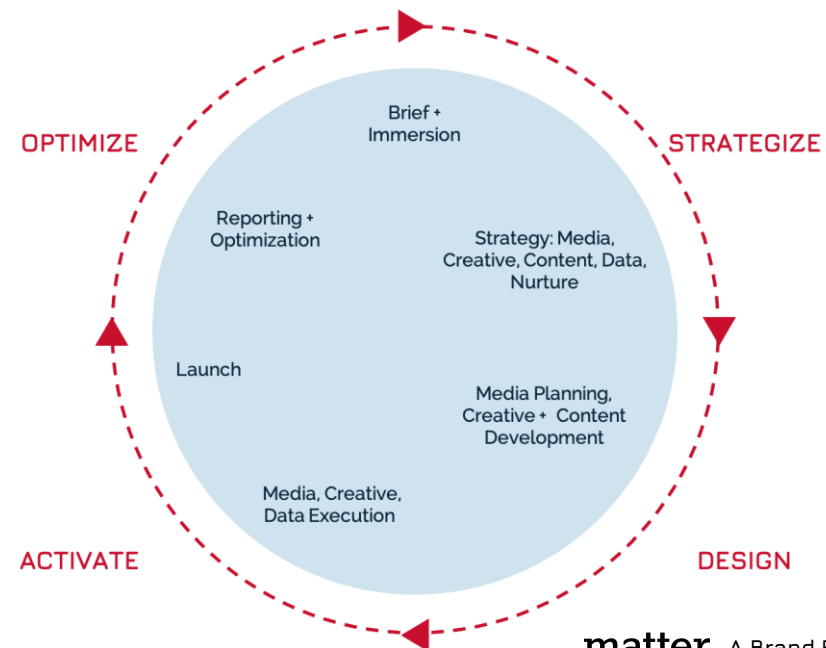 Brief +
Immersion
OPTIMIZE
STRATEGIZE
Reporting +
Optimization
Strategy: Media,
Creative, Content, Data,
Nurture
Launch
Media Planning,
Creative + Content
Development
Media, Creative,
Data Execution
ACTIVATE
DESIGN
matter A Brand